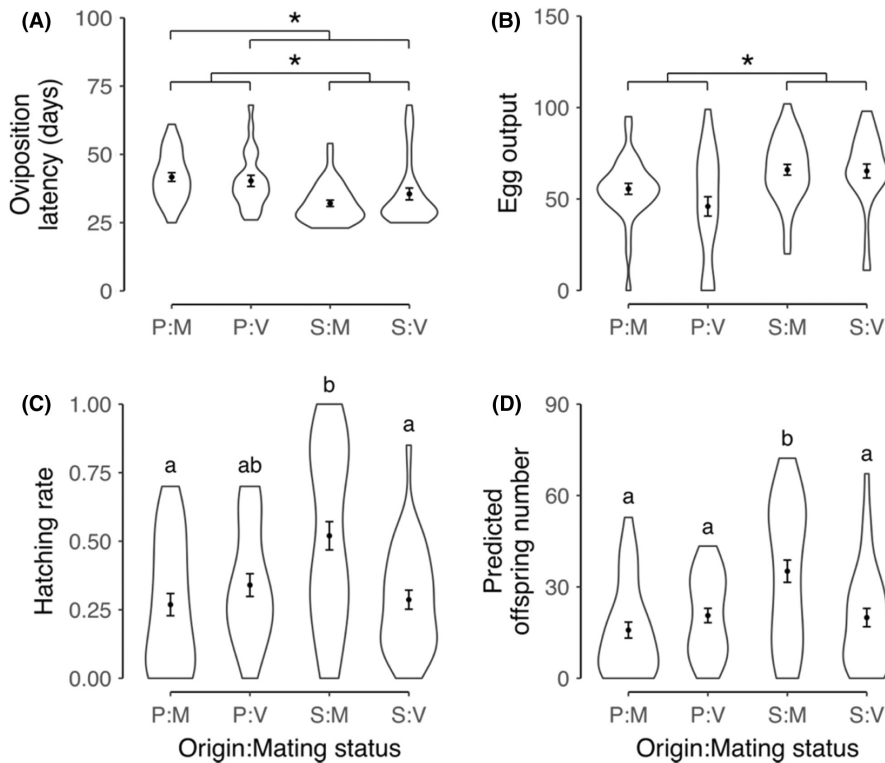 (A)
Oviposition
latency (days)
100
75
50
25
0
*
*
P:M P:V S:M S:V
(B)
Egg output
150
100
50
0
*
P:M P:V S:M S:V
(C)
Hatching rate
1.00
0.75
0.50
0.25
0.00
a ab b a
P:M P:V S:M S:V
Origin:Mating status
(D)
Predicted
offspring number
90
60
30
0
a a b a
P:M P:V S:M S:V
Origin:Mating status